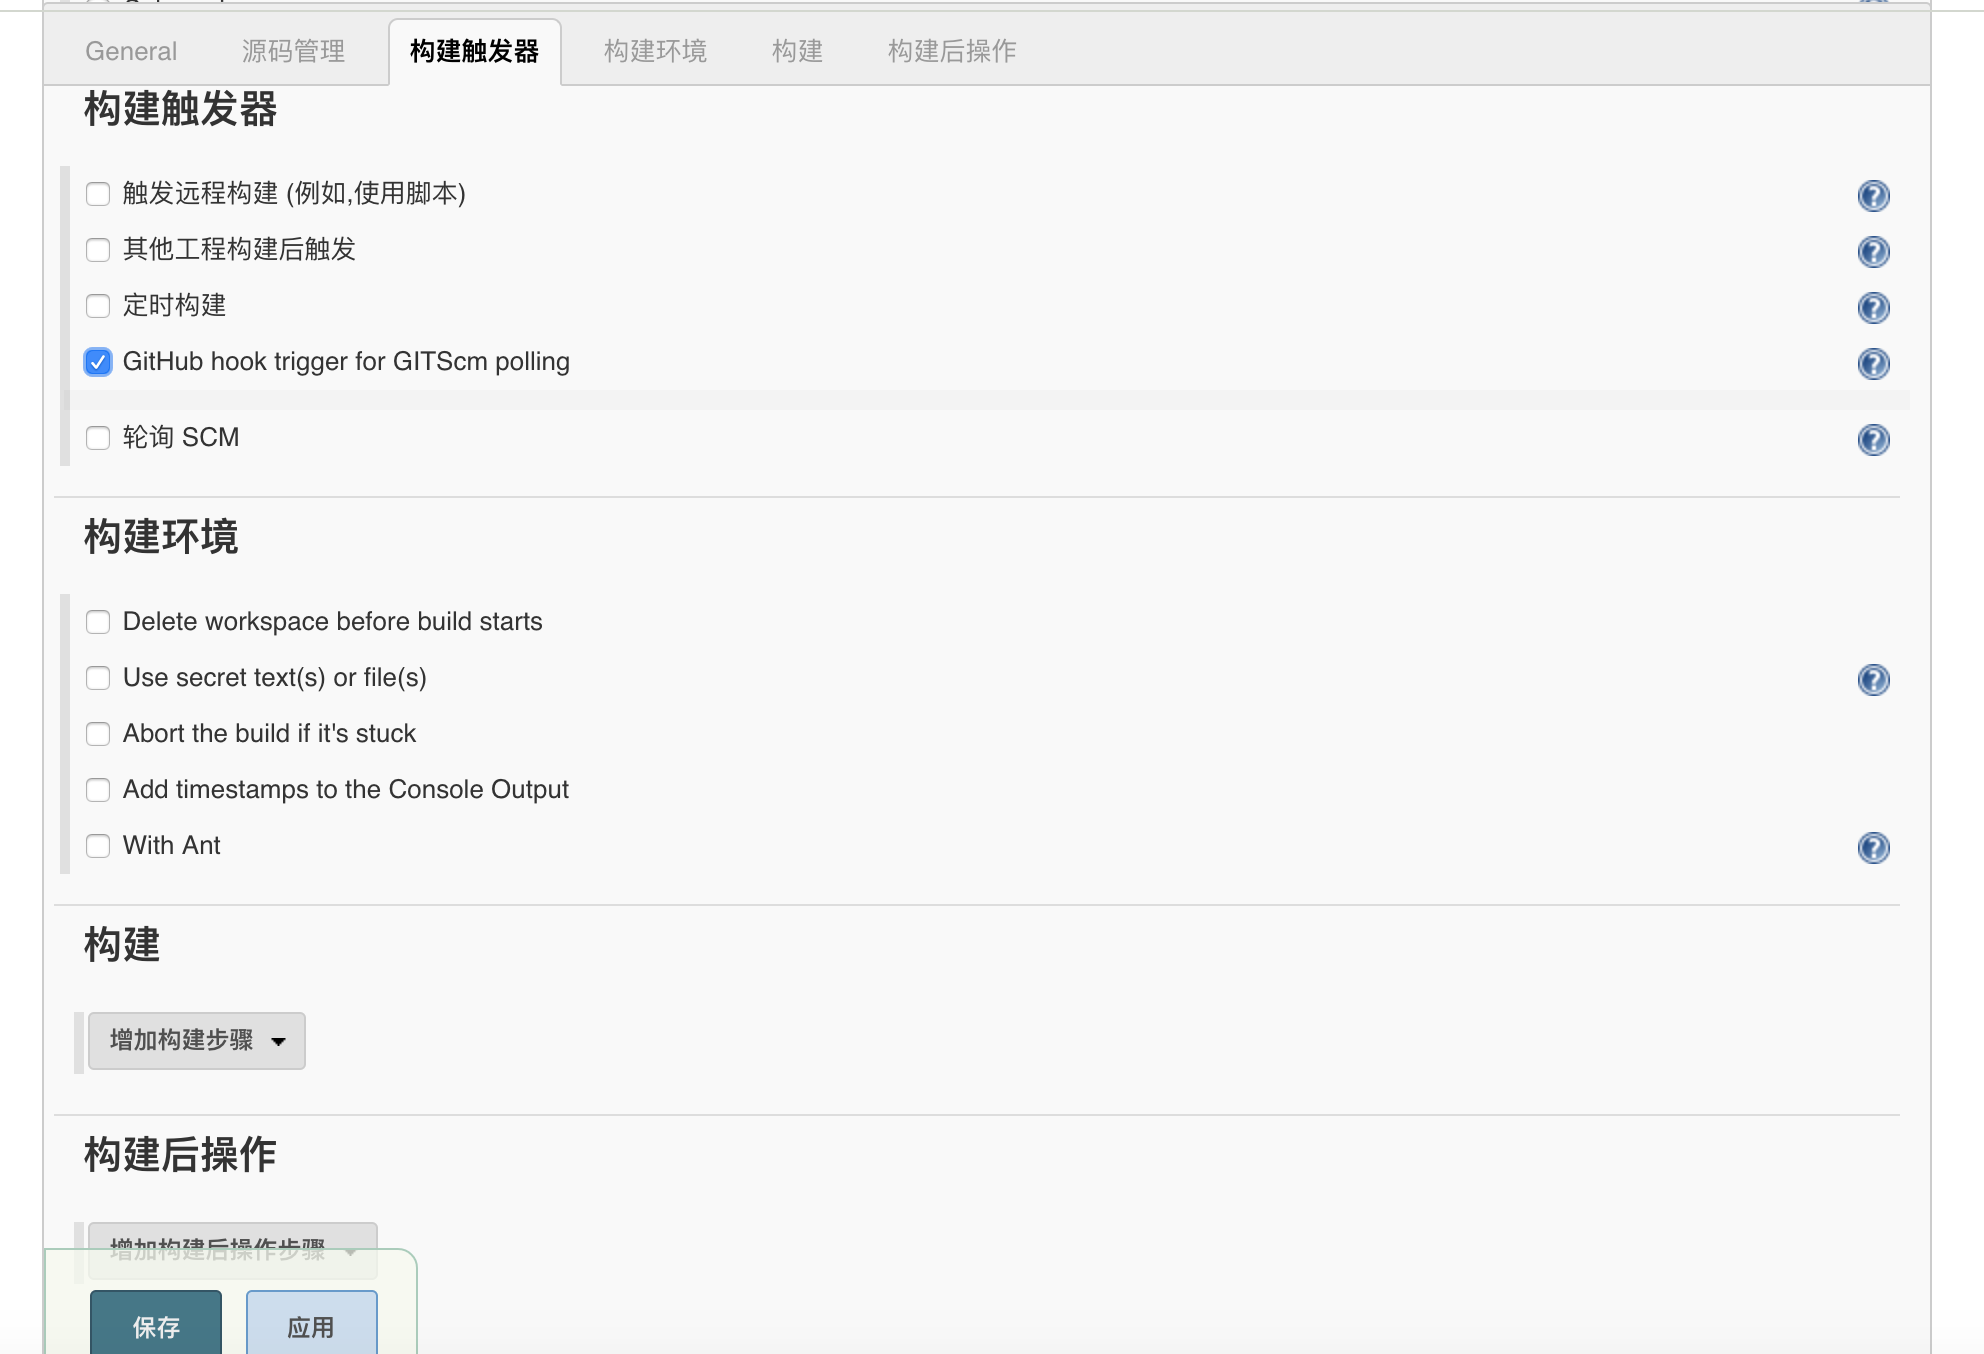 General 源码管理 构建触发器 构建环境 构建 构建后操作
构建触发器
触发远程构建 (例如,使用脚本)
其他工程构建后触发
定时构建
GitHub hook trigger for GITScm polling
轮询 SCM
构建环境
Delete workspace before build starts
Use secret text(s) or file(s)
Abort the build if it's stuck
Add timestamps to the Console Output
With Ant
构建
增加构建步骤
构建后操作
增加构建后操作步骤
保存 应用